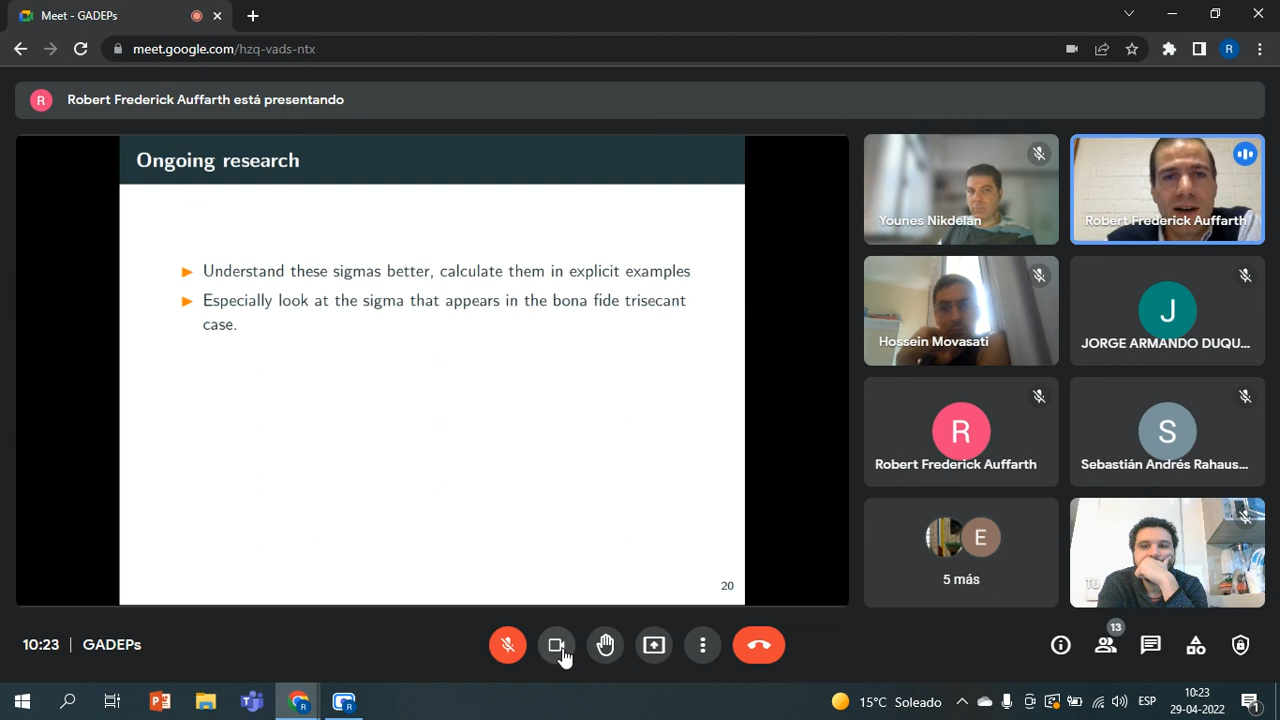 Meet - GADEPs
meet.google.com/hzq-vads-ntx
R
R
Robert Frederick Auffarth está presentando
Ongoing research
Understand these sigmas better, calculate them in explicit examples
Especially look at the sigma that appears in the bona fide trisecant
case.
20
Younes Nikdelan
Robert Frederick Auffarth
Hossein Movasati
J
JORGE ARMANDO DUQU...
R
Robert Frederick Auffarth
S
Sebastián Andrés Rahaus...
E
5 más
TÚ
10:23 | GADEPs
13
15°C Soleado
ESP
10:23
29-04-2022
1